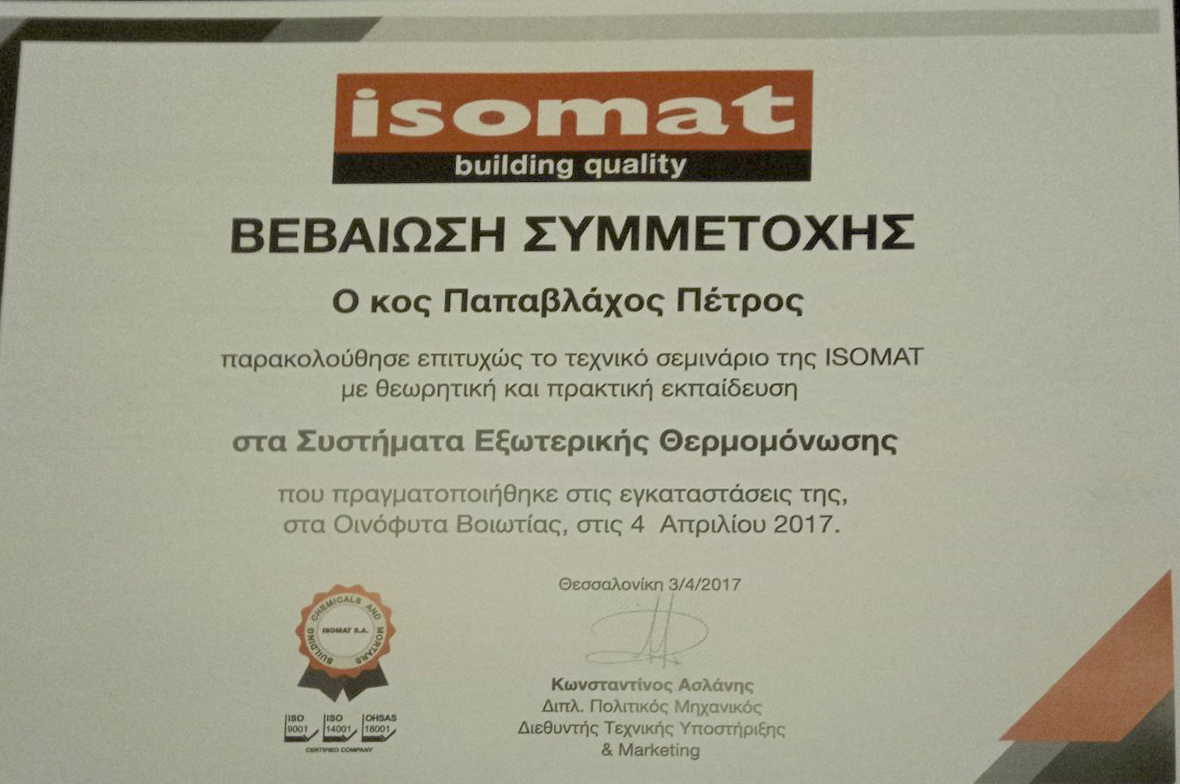 isomat
building quality
ΒΕΒΑΙΩΣΗ ΣΥΜΜΕΤΟΧΗΣ
Ο κος Παπαβλάχος Πέτρος
παρακολούθησε επιτυχώς το τεχνικό σεμινάριο της ISOMAT
με θεωρητική και πρακτική εκπαίδευση
στα Συστήματα Εξωτερικής Θερμομόνωσης
που πραγματοποιήθηκε στις εγκαταστάσεις της,
στα Οινόφυτα Βοιωτίας, στις 4 Απριλίου 2017.
Θεσσαλονίκη 3/4/2017
BUILDING CHEMICALS AND MORTARS
ISOMAT S.A.
Κωνσταντίνος Ασλάνης
Διπλ. Πολιτικός Μηχανικός
Διεθυντής Τεχνικής Υποστήριξης
& Marketing
ISO 9001
ISO 14001
OHSAS 18001
CERTIFIED COMPANY